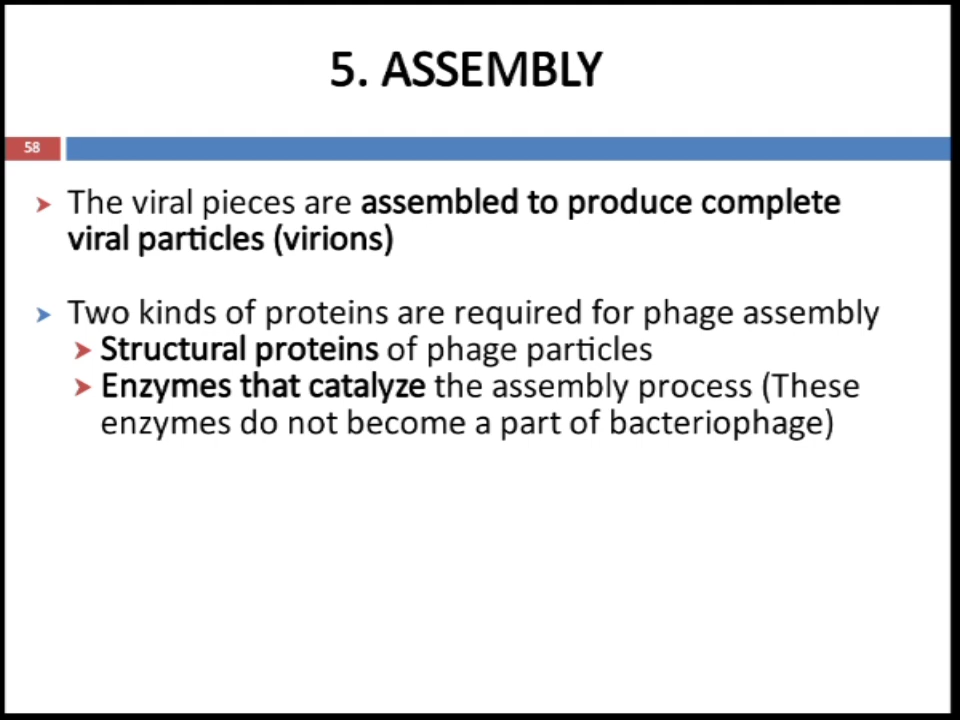 5. ASSEMBLY
58
➤ The viral pieces are assembled to produce complete
viral particles (virions)
➤ Two kinds of proteins are required for phage assembly
➤ Structural proteins of phage particles
➤ Enzymes that catalyze the assembly process (These
enzymes do not become a part of bacteriophage)